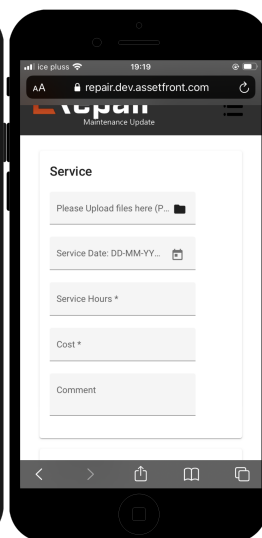 ice pluss 19:19
AA repair.dev.assetfront.com
Maintenance Update
Service
Please Upload files here (P...
Service Date: DD-MM-YY...
Service Hours *
Cost *
Comment